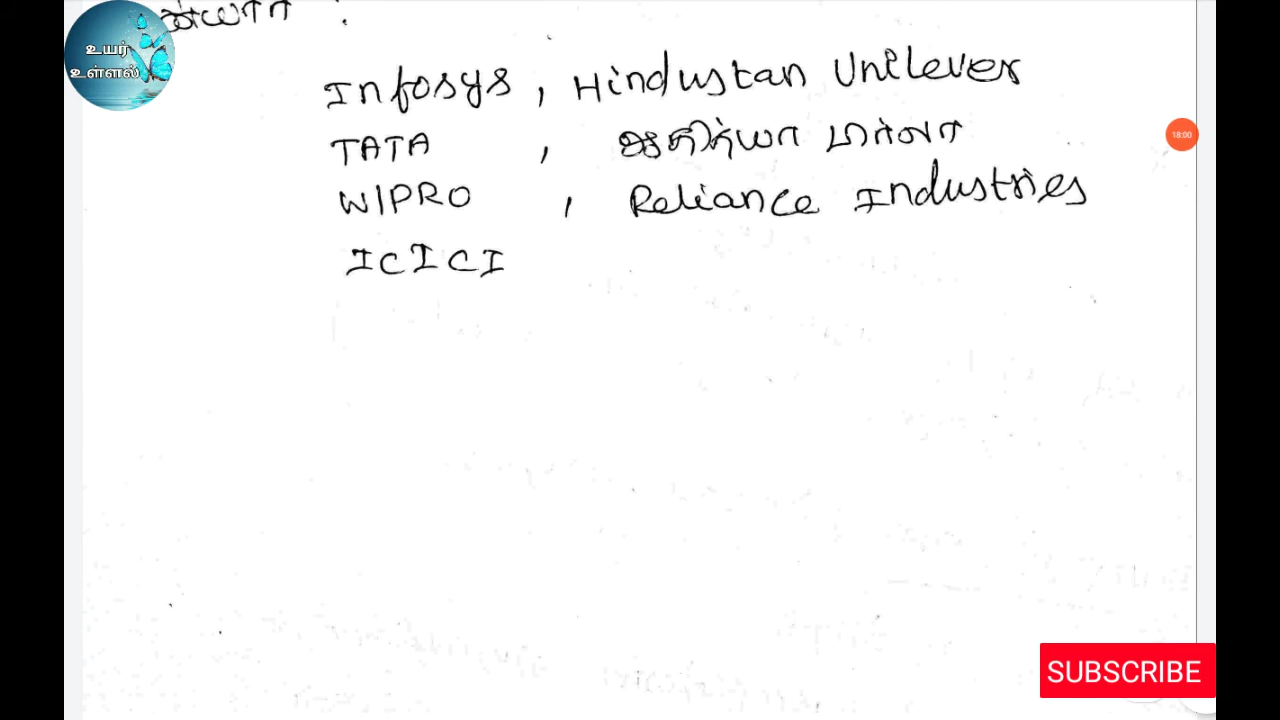 உயர்
உள்ளல்
Infosys , Hindustan Unilever
18:00
TATA , ஆதித்யா பிர்லா
WIPRO , Reliance Industries
ICICI
SUBSCRIBE